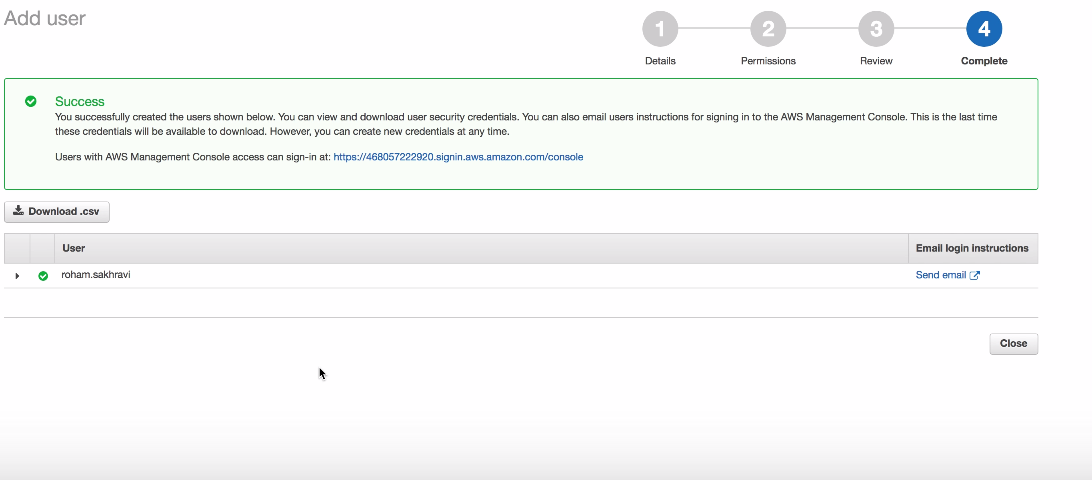 Add user
1
2
3
4
Details
Permissions
Review
Complete
Success
You successfully created the users shown below. You can view and download user security credentials. You can also email users instructions for signing in to the AWS Management Console. This is the last time
these credentials will be available to download. However, you can create new credentials at any time.
Users with AWS Management Console access can sign-in at: https://468057222920.signin.aws.amazon.com/console
Download .csv
User
Email login instructions
roham.sakhravi
Send email
Close